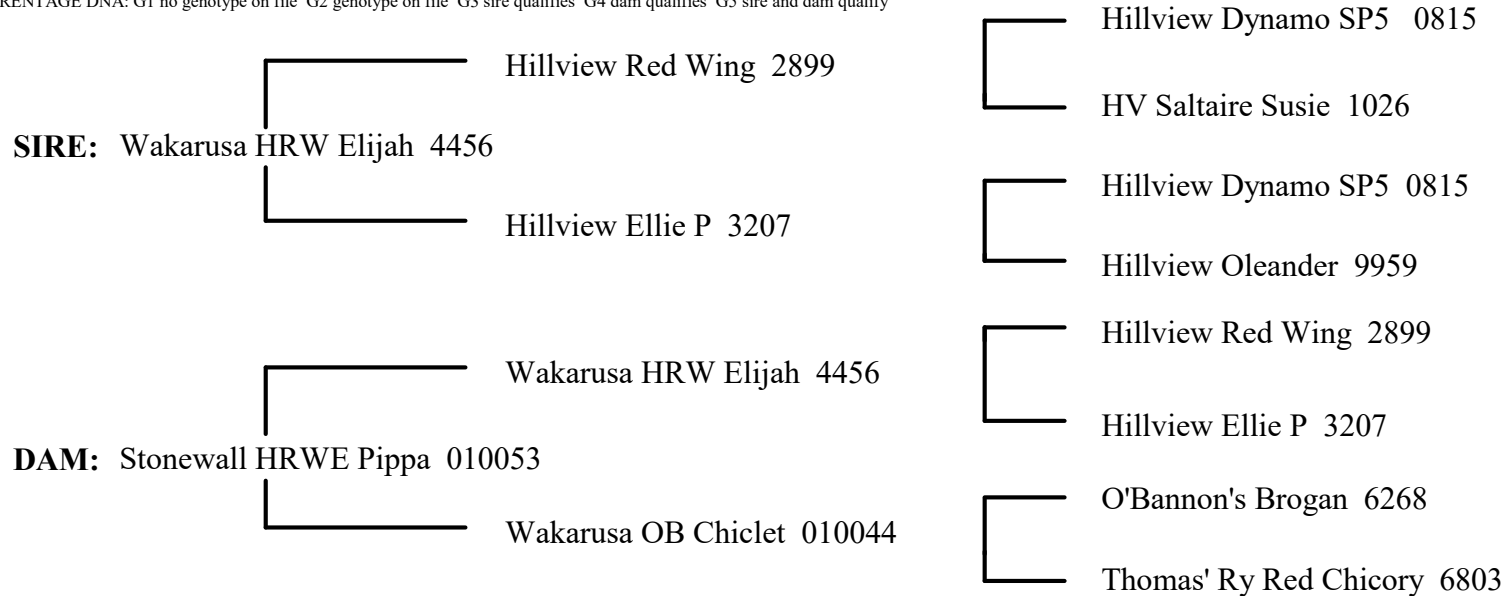 G1 no genotype on file G2 genotype on file G3 sire qualifies G4 dam qualifies G5 sire and dam qualify
Hillview Dynamo SP5 0815
Hillview Red Wing 2899
HV Saltaire Susie 1026
SIRE: Wakarusa HRW Elijah 4456
Hillview Dynamo SP5 0815
Hillview Ellie P 3207
Hillview Oleander 9959
Hillview Red Wing 2899
Wakarusa HRW Elijah 4456
Hillview Ellie P 3207
DAM: Stonewall HRWE Pippa 010053
O'Bannon's Brogan 6268
Wakarusa OB Chiclet 010044
Thomas' Ry Red Chicory 6803